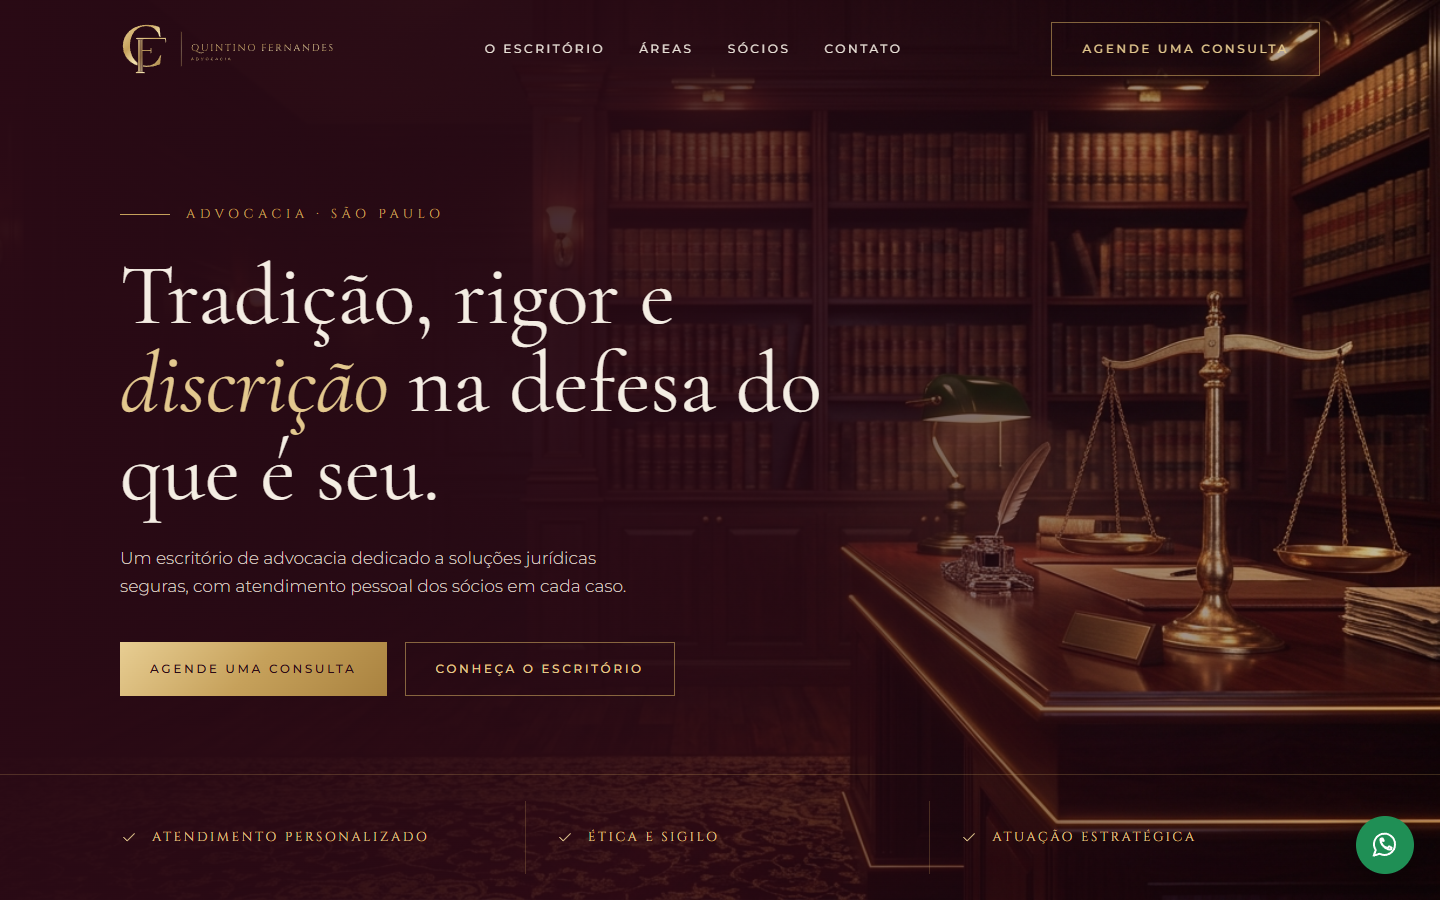 QUINTINO FERNANDES
ADVOCACIA
O ESCRITÓRIO
ÁREAS
SÓCIOS
CONTATO
AGENDE UMA CONSULTA
ADVOCACIA · SÃO PAULO
Tradição, rigor e
discrição na defesa do
que é seu.
Um escritório de advocacia dedicado a soluções jurídicas
seguras, com atendimento pessoal dos sócios em cada caso.
AGENDE UMA CONSULTA
CONHEÇA O ESCRITÓRIO
ATENDIMENTO PERSONALIZADO
ÉTICA E SIGILO
ATUAÇÃO ESTRATÉGICA